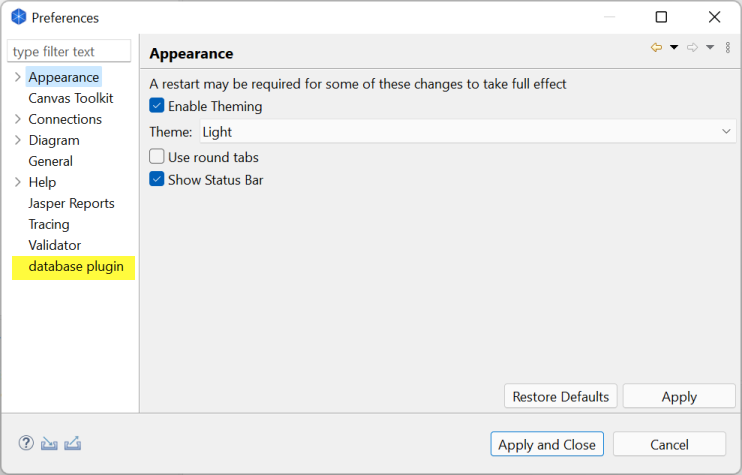 Preferences
type filter text
Appearance
Canvas Toolkit
Connections
Diagram
General
Help
Jasper Reports
Tracing
Validator
database plugin
Appearance
A restart may be required for some of these changes to take full effect
Enable Theming
Theme: Light
Use round tabs
Show Status Bar
Restore Defaults
Apply
Apply and Close
Cancel